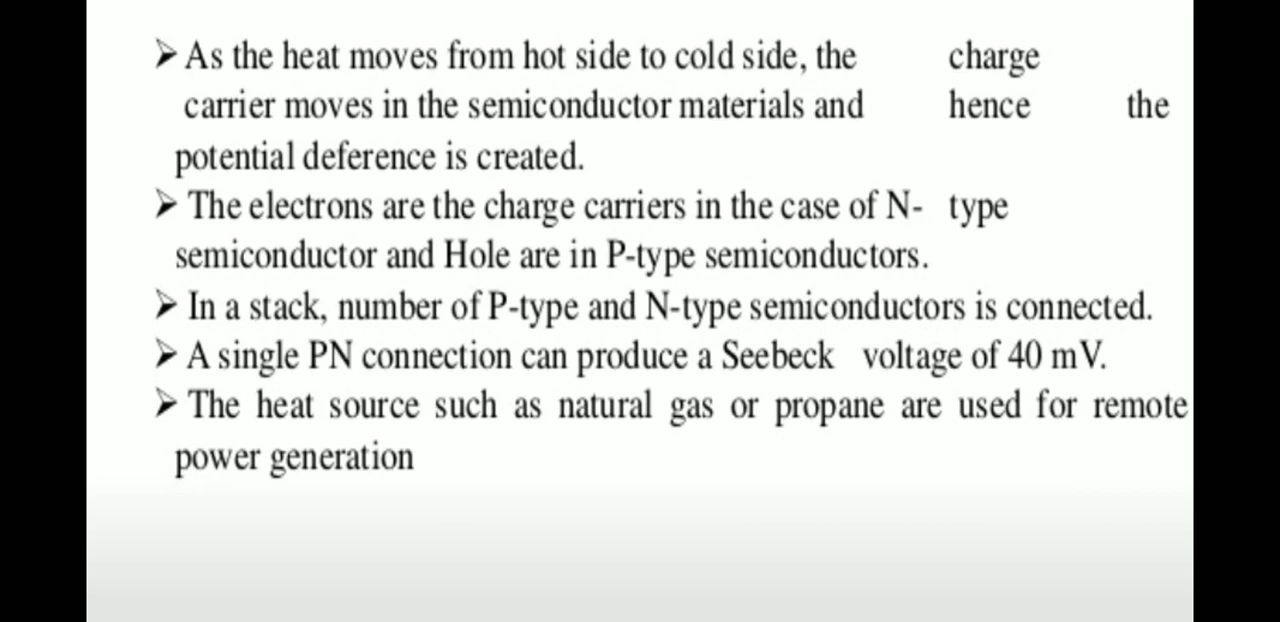 ➢ As the heat moves from hot side to cold side, the charge
carrier moves in the semiconductor materials and hence the
potential deference is created.
➢ The electrons are the charge carriers in the case of N- type
semiconductor and Hole are in P-type semiconductors.
➢ In a stack, number of P-type and N-type semiconductors is connected.
➢ A single PN connection can produce a Seebeck voltage of 40 mV.
➢ The heat source such as natural gas or propane are used for remote
power generation